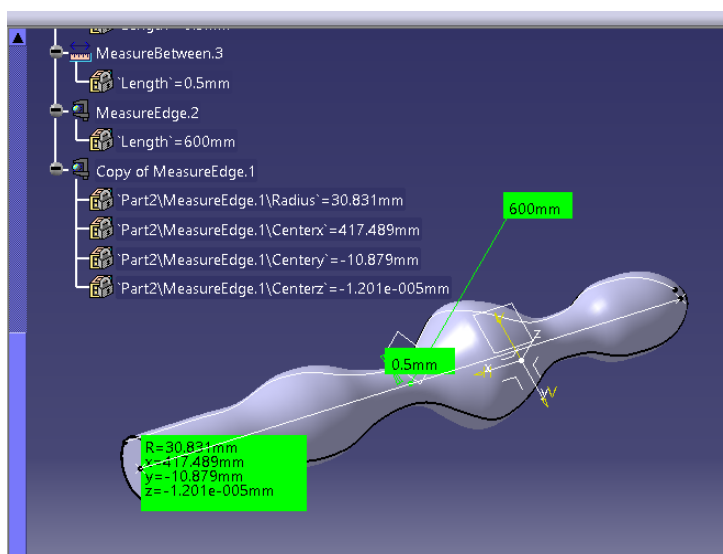 MeasureBetween.3
`Length`=0.5mm
MeasureEdge.2
`Length`=600mm
Copy of MeasureEdge.1
`Part2\MeasureEdge.1\Radius`=30.831mm
`Part2\MeasureEdge.1\Centerx`=417.489mm
`Part2\MeasureEdge.1\Centery`=-10.879mm
`Part2\MeasureEdge.1\Centerz`=-1.201e-005mm
600mm
0.5mm
z
x
R=30.831mm
x=417.489mm
y=-10.879mm
z=-1.201e-005mm